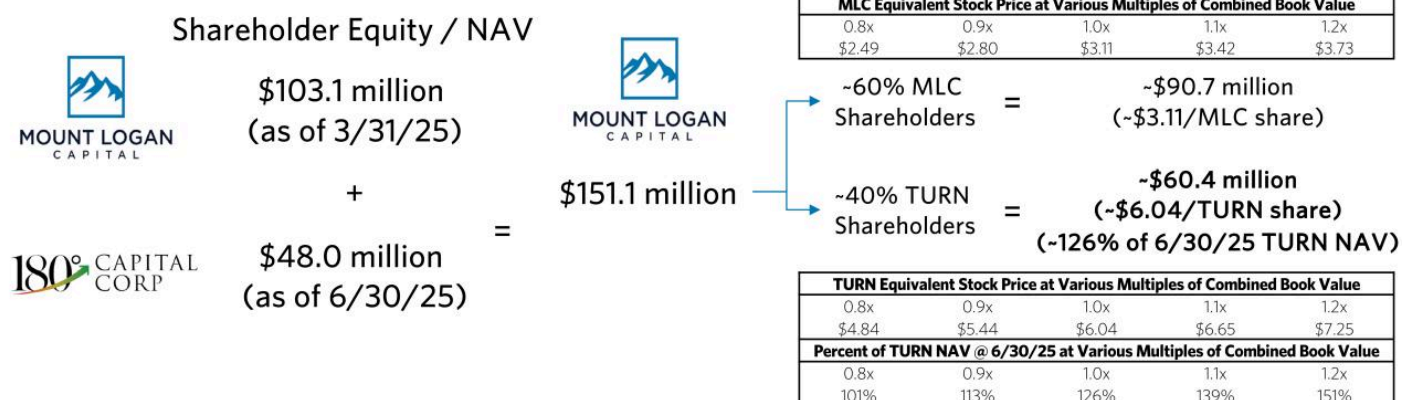 Shareholder Equity / NAV
MOUNT LOGAN
CAPITAL
$103.1 million
(as of 3/31/25)
+
180° CAPITAL
CORP
$48.0 million
(as of 6/30/25)
=
MOUNT LOGAN
CAPITAL
$151.1 million
MLC Equivalent Stock Price at Various Multiples of Combined Book Value
0.8x 0.9x 1.0x 1.1x 1.2x
$2.49 $2.80 $3.11 $3.42 $3.73
~60% MLC
Shareholders
=
~$90.7 million
(~$3.11/MLC share)
~40% TURN
Shareholders
=
~$60.4 million
(~$6.04/TURN share)
(~126% of 6/30/25 TURN NAV)
TURN Equivalent Stock Price at Various Multiples of Combined Book Value
0.8x 0.9x 1.0x 1.1x 1.2x
$4.84 $5.44 $6.04 $6.65 $7.25
Percent of TURN NAV @ 6/30/25 at Various Multiples of Combined Book Value
0.8x 0.9x 1.0x 1.1x 1.2x
101% 113% 126% 139% 151%